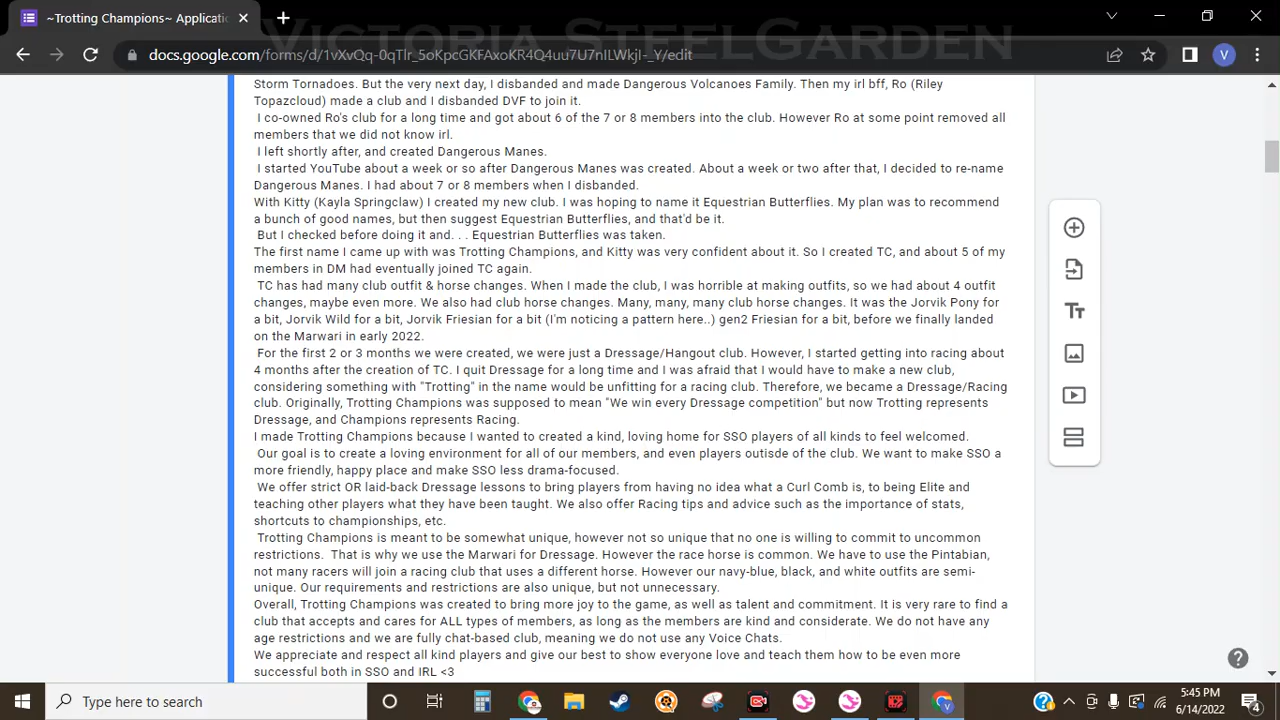 Victoria SteelGarden
~Trotting Champions~ Applicatio
docs.google.com/forms/d/1vXvQq-0qTlr_5oKpcGKFAxoKR4Q4uu7U7nILWkjI-_Y/edit
V
Storm Tornadoes. But the very next day, I disbanded and made Dangerous Volcanoes Family. Then my irl bff, Ro (Riley
Topazcloud) made a club and I disbanded DVF to join it.
I co-owned Ro's club for a long time and got about 6 of the 7 or 8 members into the club. However Ro at some point removed all
members that we did not know irl.
I left shortly after, and created Dangerous Manes.
I started YouTube about a week or so after Dangerous Manes was created. About a week or two after that, I decided to re-name
Dangerous Manes. I had about 7 or 8 members when I disbanded.
With Kitty (Kayla Springclaw) I created my new club. I was hoping to name it Equestrian Butterflies. My plan was to recommend
a bunch of good names, but then suggest Equestrian Butterflies, and that'd be it.
But I checked before doing it and. . . Equestrian Butterflies was taken.
The first name I came up with was Trotting Champions, and Kitty was very confident about it. So I created TC, and about 5 of my
members in DM had eventually joined TC again.
TC has had many club outfit & horse changes. When I made the club, I was horrible at making outfits, so we had about 4 outfit
changes, maybe even more. We also had club horse changes. Many, many, many club horse changes. It was the Jorvik Pony for
a bit, Jorvik Wild for a bit, Jorvik Friesian for a bit (I'm noticing a pattern here..) gen2 Friesian for a bit, before we finally landed
on the Marwari in early 2022.
For the first 2 or 3 months we were created, we were just a Dressage/Hangout club. However, I started getting into racing about
4 months after the creation of TC. I quit Dressage for a long time and I was afraid that I would have to make a new club,
considering something with "Trotting" in the name would be unfitting for a racing club. Therefore, we became a Dressage/Racing
club. Originally, Trotting Champions was supposed to mean "We win every Dressage competition" but now Trotting represents
Dressage, and Champions represents Racing.
I made Trotting Champions because I wanted to created a kind, loving home for SSO players of all kinds to feel welcomed.
Our goal is to create a loving environment for all of our members, and even players outisde of the club. We want to make SSO a
more friendly, happy place and make SSO less drama-focused.
We offer strict OR laid-back Dressage lessons to bring players from having no idea what a Curl Comb is, to being Elite and
teaching other players what they have been taught. We also offer Racing tips and advice such as the importance of stats,
shortcuts to championships, etc.
Trotting Champions is meant to be somewhat unique, however not so unique that no one is willing to commit to uncommon
restrictions. That is why we use the Marwari for Dressage. However the race horse is common. We have to use the Pintabian,
not many racers will join a racing club that uses a different horse. However our navy-blue, black, and white outfits are semi-
unique. Our requirements and restrictions are also unique, but not unnecessary.
Overall, Trotting Champions was created to bring more joy to the game, as well as talent and commitment. It is very rare to find a
club that accepts and cares for ALL types of members, as long as the members are kind and considerate. We do not have any
age restrictions and we are fully chat-based club, meaning we do not use any Voice Chats.
We appreciate and respect all kind players and give our best to show everyone love and teach them how to be even more
successful both in SSO and IRL <3
Type here to search
5:45 PM
6/14/2022
4